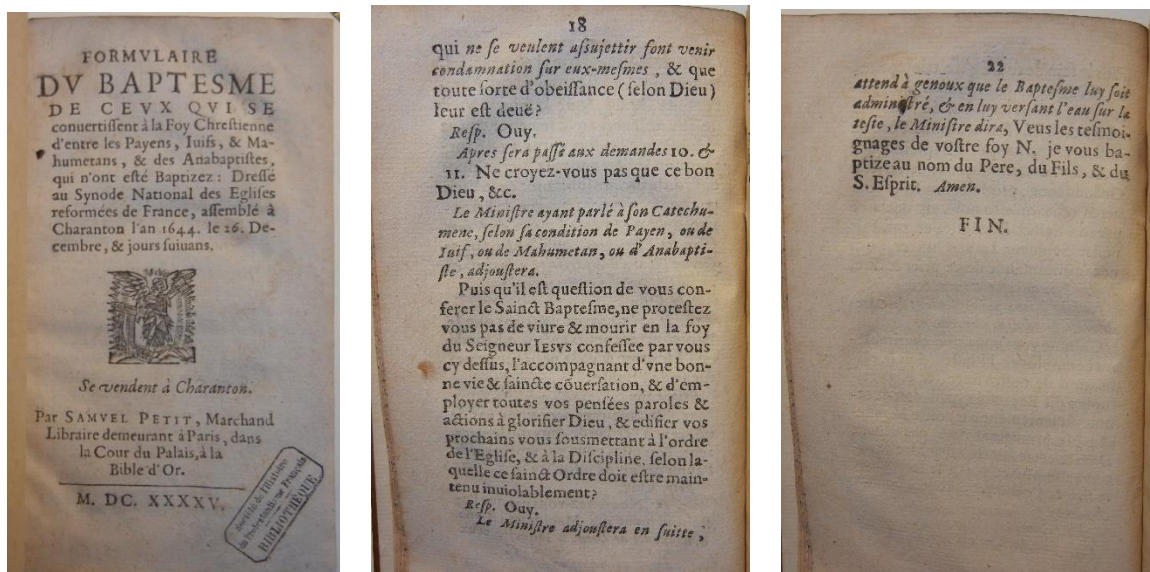 FORMVLAIRE
DV BAPTESME
DE CEVX QVI SE
conuertissent à la Foy Chrestienne
d'entre les Payens, Iuifs, & Ma-
humetans, & des Anabaptistes,
qui n'ont esté Baptizez : Dressé
au Synode National des Eglises
reformées de France, assemblé à
Charanton l'an 1644. le 26. De-
cembre, & jours suiuans.
Se vendent à Charanton.
Par SAMVEL PETIT, Marchand
Libraire demeurant à Paris, dans
la Cour du Palais, à la
Bible d'Or.
M. DC. XXXXV.
Société de l'Histoire
du Protestantisme Français
BIBLIOTHÈQUE
18
qui ne se veulent assujettir font venir
condamnation sur eux-mesmes, & que
toute sorte d'obeissance (selon Dieu)
leur est deuë?
Resp. Ouy.
Apres sera passé aux demandes 10. &
11. Ne croyez-vous pas que ce bon
Dieu, &c.
Le Ministre ayant parlé à son Catechu-
mene, selon sa condition de Payen, ou de
Iuif, ou de Mahumetan, ou d'Anabapti-
ste, adjoustera.
Puis qu'il est question de vous con-
ferer le Sainct Baptesme, ne protestez
vous pas de viure & mourir en la foy
du Seigneur IESVS confessee par vous
cy dessus, l'accompagnant d'vne bon-
ne vie & saincte cõuersation, & d'em-
ployer toutes vos pensées paroles &
actions à glorifier Dieu, & edifier vos
prochains vous sousmettant à l'ordre
de l'Eglise, & à la Discipline, selon la-
quelle ce sainct Ordre doit estre main-
tenu inuiolablement?
Resp. Ouy.
Le Ministre adjoustera en suitte,
22
attend à genoux que le Baptesme luy soit
administré, & en luy versant l'eau sur la
teste, le Ministre dira, Veus les tesmoi-
gnages de vostre foy N. je vous ba-
ptize au nom du Pere, du Fils, & du
S. Esprit. Amen.
FIN.